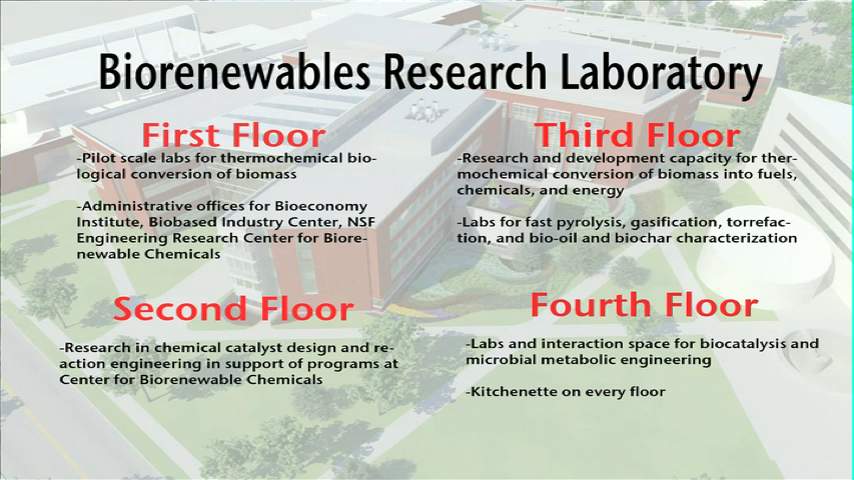 Biorenewables Research Laboratory
First Floor
-Pilot scale labs for thermochemical bio-
logical conversion of biomass
-Administrative offices for Bioeconomy
Institute, Biobased Industry Center, NSF
Engineering Research Center for Biore-
newable Chemicals
Second Floor
-Research in chemical catalyst design and re-
action engineering in support of programs at
Center for Biorenewable Chemicals
Third Floor
-Research and development capacity for ther-
mochemical conversion of biomass into fuels,
chemicals, and energy
-Labs for fast pyrolysis, gasification, torrefac-
tion, and bio-oil and biochar characterization
Fourth Floor
-Labs and interaction space for biocatalysis and
microbial metabolic engineering
-Kitchenette on every floor